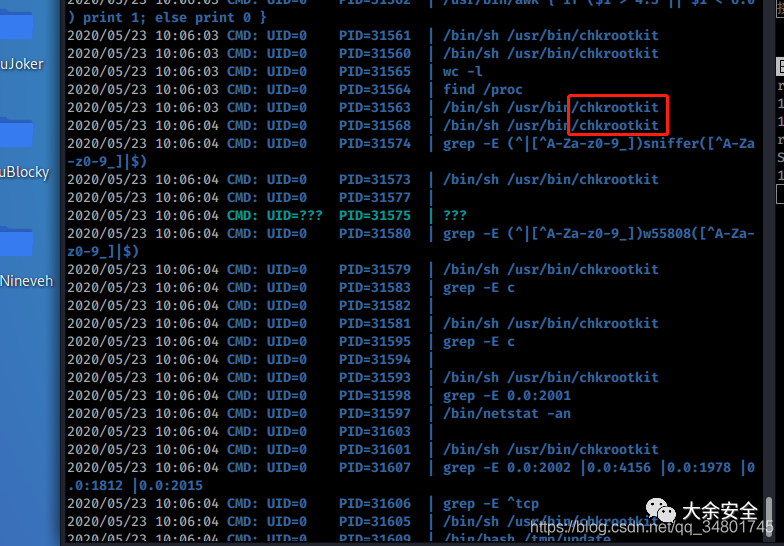 2020/05/23 10:06:03 CMD: UID=0    PID=31562  | /usr/bin/awk { if ($1 > 4.3 || $1 < 6.0
) print 1; else print 0 }
2020/05/23 10:06:03 CMD: UID=0    PID=31561  | /bin/sh /usr/bin/chkrootkit
2020/05/23 10:06:03 CMD: UID=0    PID=31560  | /bin/sh /usr/bin/chkrootkit
2020/05/23 10:06:03 CMD: UID=0    PID=31565  | wc -l
2020/05/23 10:06:03 CMD: UID=0    PID=31564  | find /proc
2020/05/23 10:06:03 CMD: UID=0    PID=31563  | /bin/sh /usr/bin/chkrootkit
2020/05/23 10:06:04 CMD: UID=0    PID=31568  | /bin/sh /usr/bin/chkrootkit
2020/05/23 10:06:04 CMD: UID=0    PID=31574  | grep -E (^|[^A-Za-z0-9_])sniffer([^A-Za
-z0-9_]|$)
2020/05/23 10:06:04 CMD: UID=0    PID=31573  | /bin/sh /usr/bin/chkrootkit
2020/05/23 10:06:04 CMD: UID=0    PID=31577  |
2020/05/23 10:06:04 CMD: UID=???  PID=31575  | ???
2020/05/23 10:06:04 CMD: UID=0    PID=31580  | grep -E (^|[^A-Za-z0-9_])w55808([^A-Za-
z0-9_]|$)
2020/05/23 10:06:04 CMD: UID=0    PID=31579  | /bin/sh /usr/bin/chkrootkit
2020/05/23 10:06:04 CMD: UID=0    PID=31583  | grep -E c
2020/05/23 10:06:04 CMD: UID=0    PID=31582  |
2020/05/23 10:06:04 CMD: UID=0    PID=31581  | /bin/sh /usr/bin/chkrootkit
2020/05/23 10:06:04 CMD: UID=0    PID=31595  | grep -E c
2020/05/23 10:06:04 CMD: UID=0    PID=31594  |
2020/05/23 10:06:04 CMD: UID=0    PID=31593  | /bin/sh /usr/bin/chkrootkit
2020/05/23 10:06:04 CMD: UID=0    PID=31598  | grep -E 0.0:2001
2020/05/23 10:06:04 CMD: UID=0    PID=31597  | /bin/netstat -an
2020/05/23 10:06:04 CMD: UID=0    PID=31603  |
2020/05/23 10:06:04 CMD: UID=0    PID=31601  | /bin/sh /usr/bin/chkrootkit
2020/05/23 10:06:04 CMD: UID=0    PID=31607  | grep -E 0.0:2002 |0.0:4156 |0.0:1978 |0
.0:1812 |0.0:2015
2020/05/23 10:06:04 CMD: UID=0    PID=31606  | grep -E ^tcp
2020/05/23 10:06:04 CMD: UID=0    PID=31605  | /bin/sh /usr/bin/chkrootkit
2020/05/23 10:06:04 CMD: UID=0    PID=31609  | /bin/bash /tmp/update
uJoker
uBlocky
Nineveh
大余安全
https://blog.csdn.net/qq_34801745